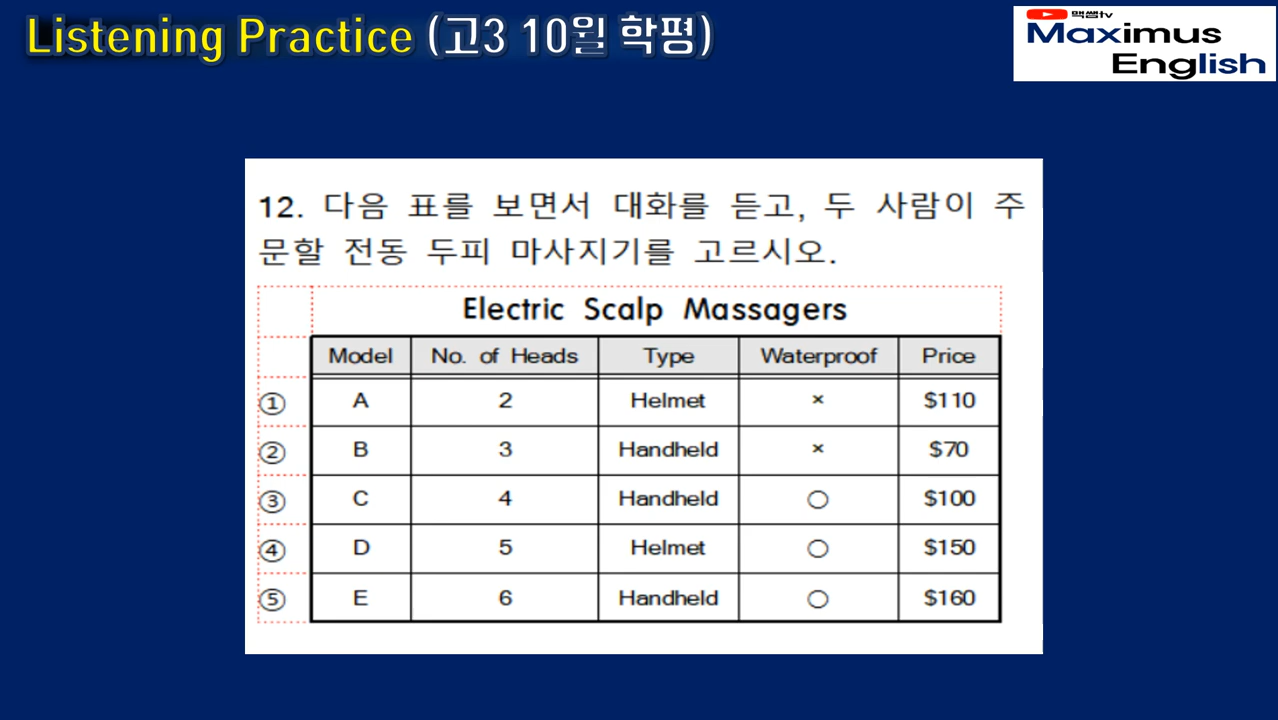 Listening Practice (고3 10월 학평)
맥쌤tv
Maximus
English
12. 다음 표를 보면서 대화를 듣고, 두 사람이 주
문할 전동 두피 마사지기를 고르시오.
Electric Scalp Massagers
Model No. of Heads Type Waterproof Price
① A 2 Helmet × $110
② B 3 Handheld × $70
③ C 4 Handheld ○ $100
④ D 5 Helmet ○ $150
⑤ E 6 Handheld ○ $160